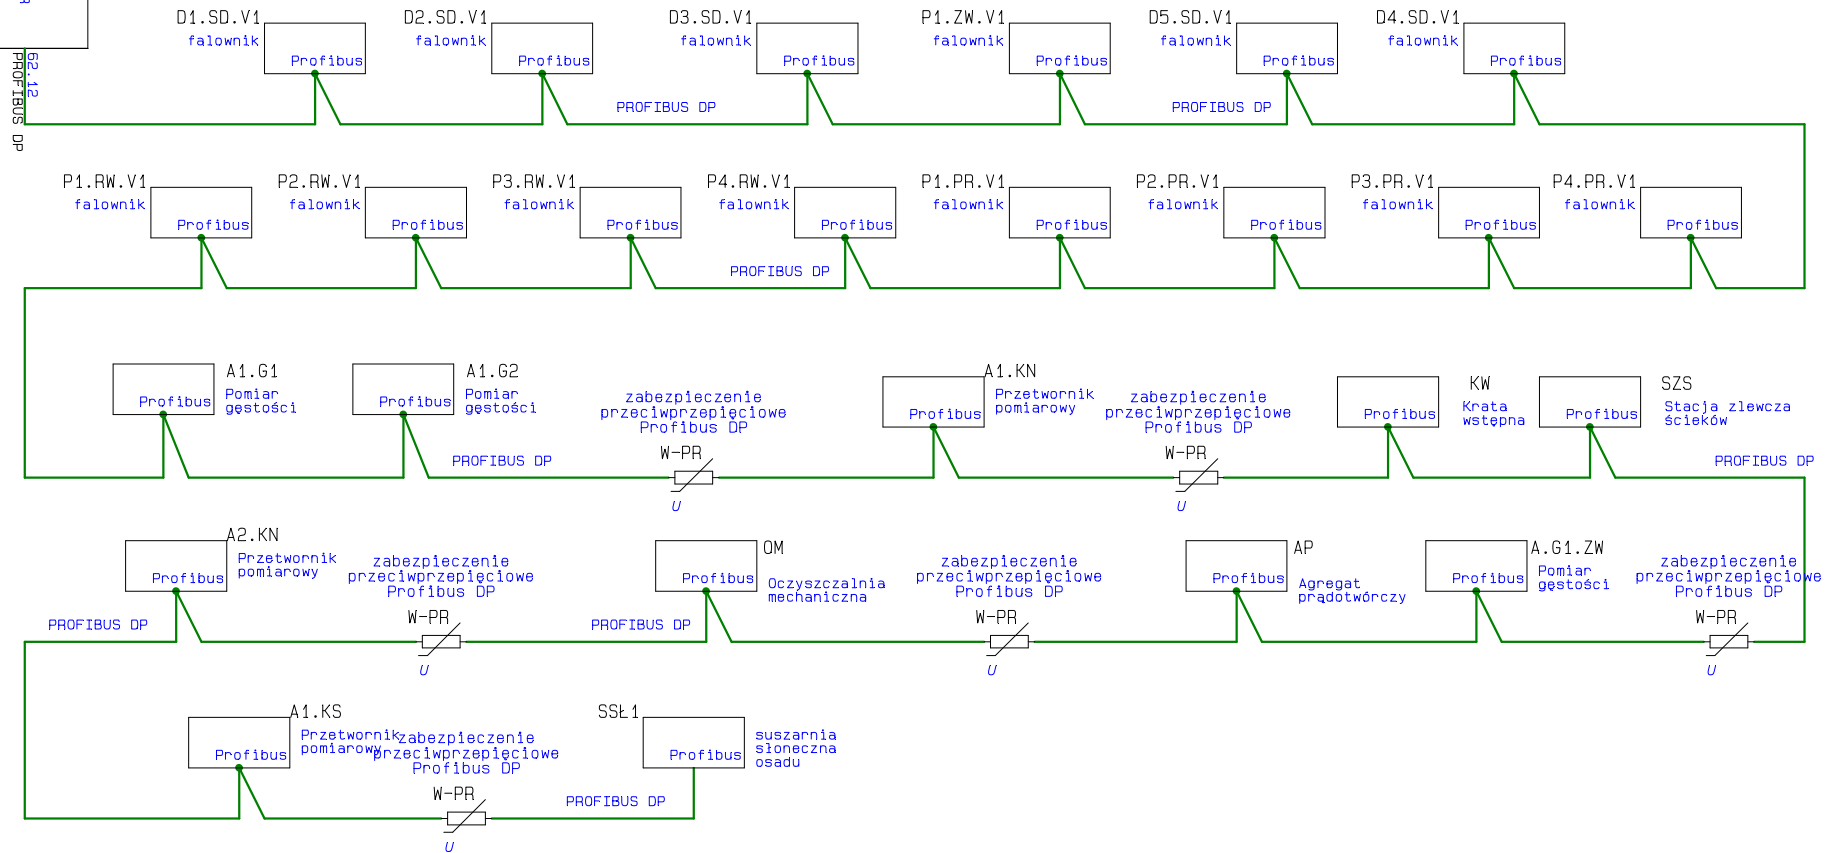 62.12
PROFIBUS DP
D1.SD.V1
falownik
Profibus
D2.SD.V1
falownik
Profibus
D3.SD.V1
falownik
Profibus
P1.ZW.V1
falownik
Profibus
D5.SD.V1
falownik
Profibus
D4.SD.V1
falownik
Profibus
PROFIBUS DP
PROFIBUS DP
P1.RW.V1
falownik
Profibus
P2.RW.V1
falownik
Profibus
P3.RW.V1
falownik
Profibus
P4.RW.V1
falownik
Profibus
P1.PR.V1
falownik
Profibus
P2.PR.V1
falownik
Profibus
P3.PR.V1
falownik
Profibus
P4.PR.V1
falownik
Profibus
PROFIBUS DP
Profibus
A1.G1
Pomiar
gęstości
Profibus
A1.G2
Pomiar
gęstości
PROFIBUS DP
zabezpieczenie
przeciwprzepięciowe
Profibus DP
W-PR
U
Profibus
A1.KN
Przetwornik
pomiarowy
zabezpieczenie
przeciwprzepięciowe
Profibus DP
W-PR
U
Profibus
KW
Krata
wstępna
Profibus
SZS
Stacja zlewcza
ścieków
PROFIBUS DP
Profibus
A2.KN
Przetwornik
pomiarowy
PROFIBUS DP
zabezpieczenie
przeciwprzepięciowe
Profibus DP
W-PR
U
PROFIBUS DP
Profibus
OM
Oczyszczalnia
mechaniczna
zabezpieczenie
przeciwprzepięciowe
Profibus DP
W-PR
U
Profibus
AP
Agregat
prądotwórczy
Profibus
A.G1.ZW
Pomiar
gęstości
zabezpieczenie
przeciwprzepięciowe
Profibus DP
W-PR
U
Profibus
A1.KS
Przetwornik
pomiarowy
zabezpieczenie
przeciwprzepięciowe
Profibus DP
W-PR
U
PROFIBUS DP
SSŁ1
Profibus
suszarnia
słoneczna
osadu